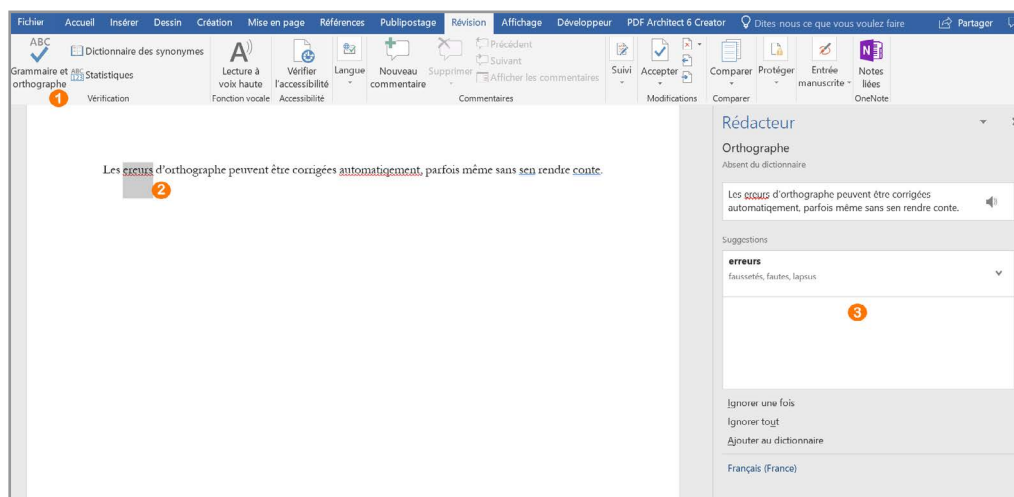 Fichier Accueil Insérer Dessin Création Mise en page Références Publipostage Révision Affichage Développeur PDF Architect 6 Creator Dites nous ce que vous voulez faire Partager
ABC
Grammaire et orthographe
Dictionnaire des synonymes
ABC 123 Statistiques
Vérification
A
Lecture à voix haute
Fonction vocale
Vérifier l'accessibilité
Accessibilité
Langue
Nouveau commentaire
Supprimer
Précédent
Suivant
Afficher les commentaires
Commentaires
Suivi
Accepter
Modifications
Comparer
Comparer
Protéger
Entrée manuscrite
N
Notes liées
OneNote
1
Les ereurs d'orthographe peuvent être corrigées automatiqement, parfois même sans sen rendre conte.
2
Rédacteur
Orthographe
Absent du dictionnaire
Les ereurs d'orthographe peuvent être corrigées
automatiqement, parfois même sans sen rendre conte.
Suggestions
erreurs
faussetés, fautes, lapsus
3
Ignorer une fois
Ignorer tout
Ajouter au dictionnaire
Français (France)